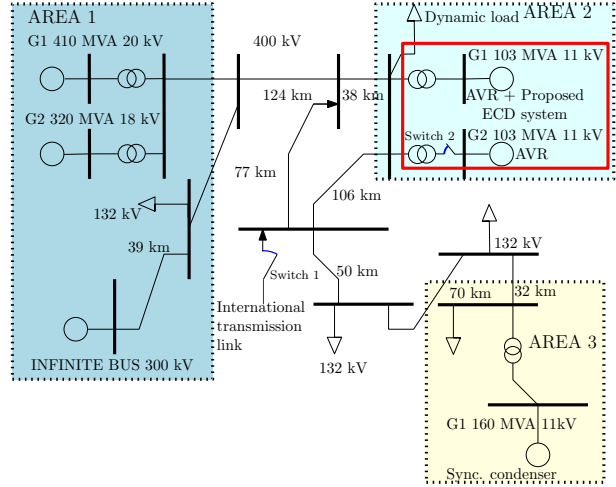 AREA 1
G1 410 MVA 20 kV
G2 320 MVA 18 kV
132 kV
39 km
INFINITE BUS 300 kV
400 kV
124 km
38 km
77 km
106 km
Switch 1
50 km
International
transmission
link
132 kV
Dynamic load
AREA 2
G1 103 MVA 11 kV
AVR + Proposed
ECD system
Switch 2
G2 103 MVA 11 kV
AVR
132 kV
70 km
32 km
AREA 3
G1 160 MVA 11kV
Sync. condenser